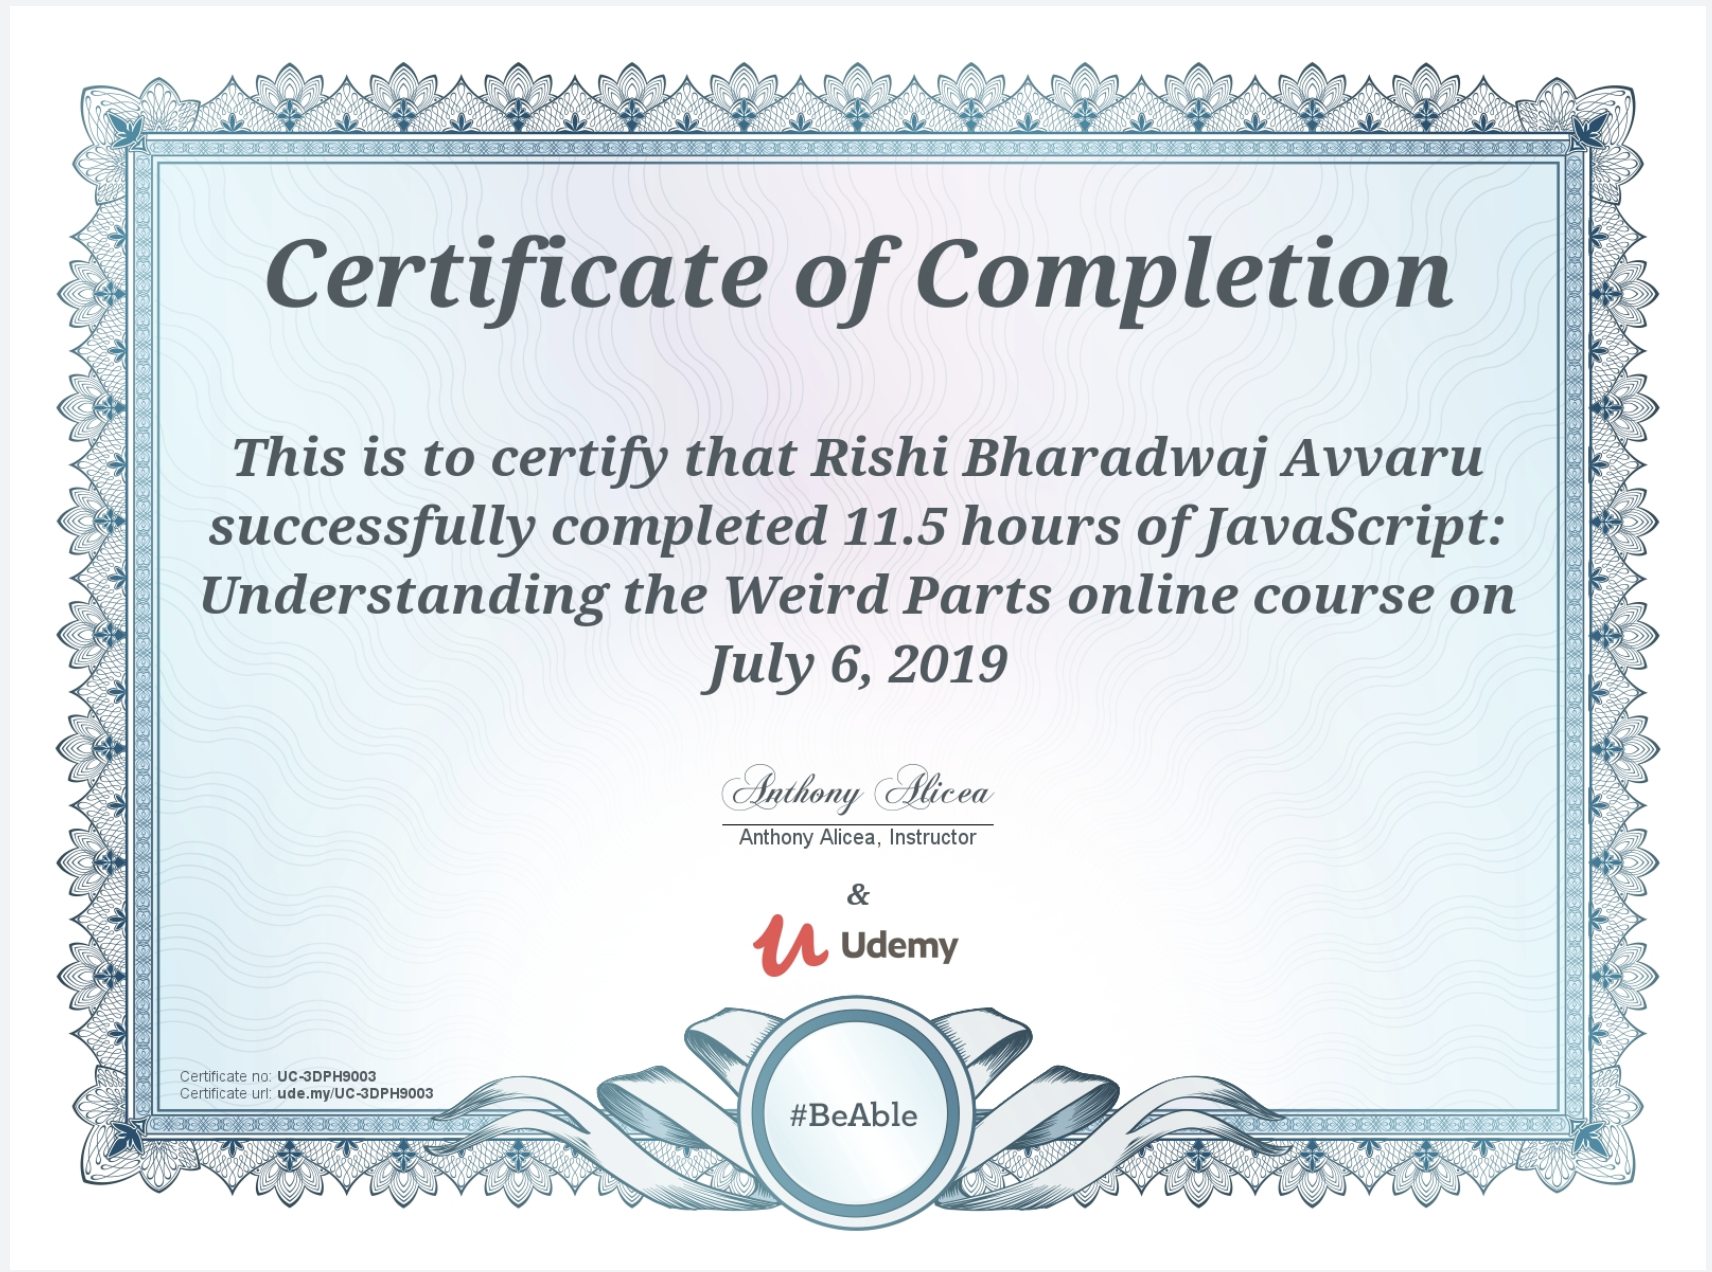 Certificate of Completion
This is to certify that Rishi Bharadwaj Avvaru
successfully completed 11.5 hours of JavaScript:
Understanding the Weird Parts online course on
July 6, 2019
Anthony Alicea
Anthony Alicea, Instructor
&
Udemy
Certificate no: UC-3DPH9003
Certificate url: ude.my/UC-3DPH9003
#BeAble